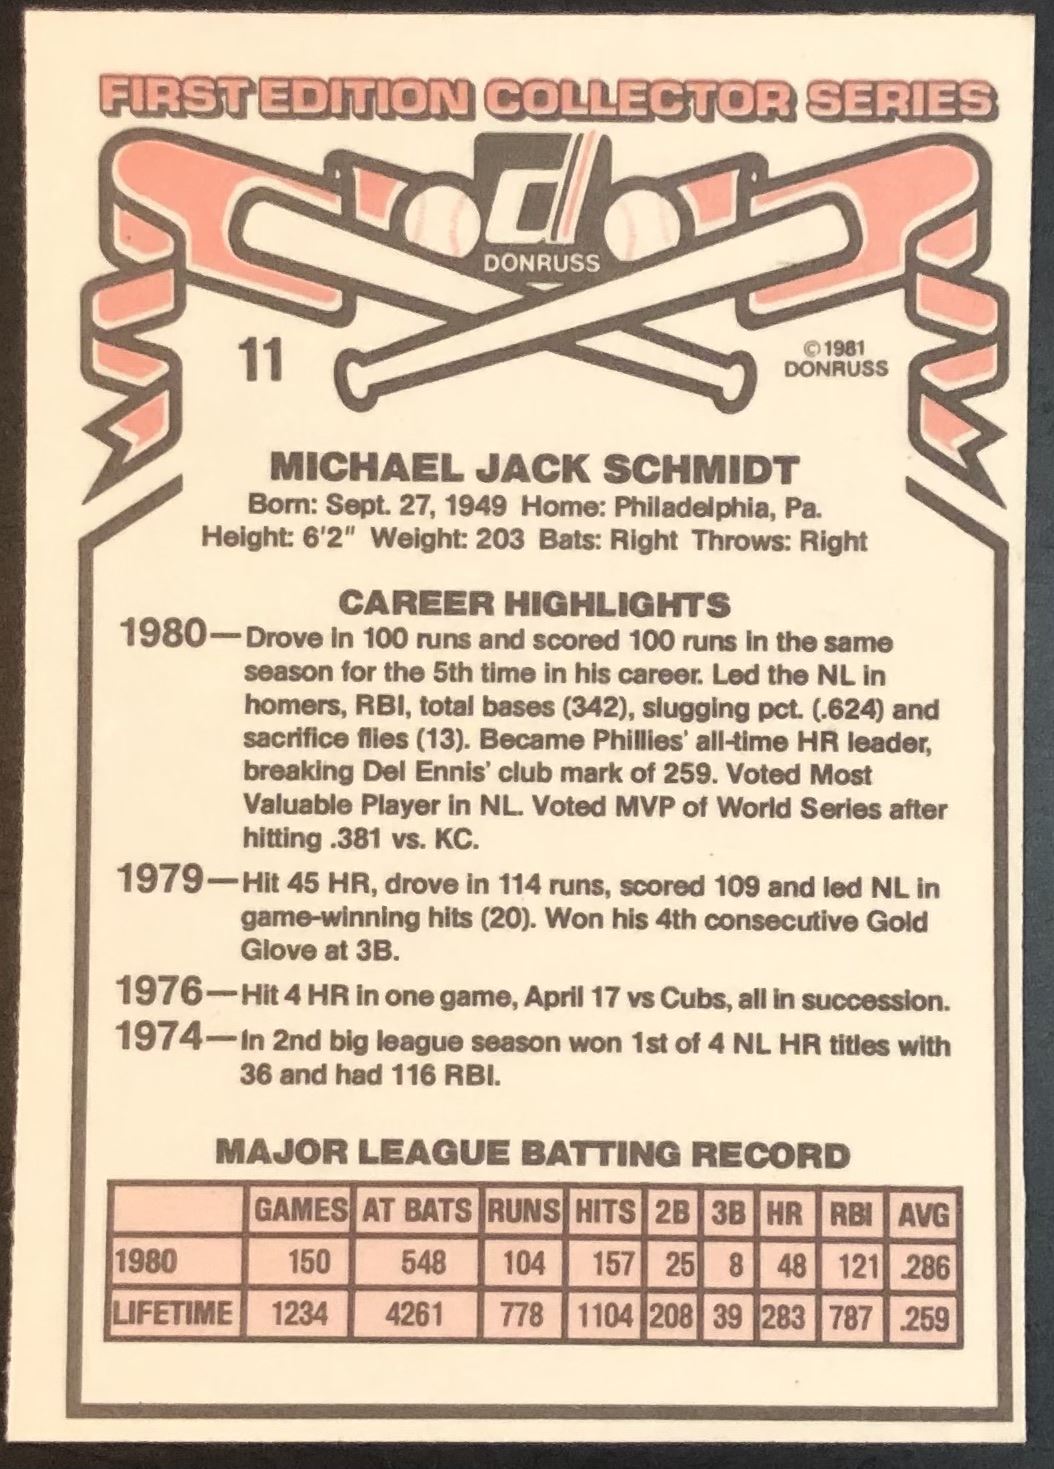 FIRST EDITION COLLECTOR SERIES
d
DONRUSS
11
©1981
DONRUSS
MICHAEL JACK SCHMIDT
Born: Sept. 27, 1949 Home: Philadelphia, Pa.
Height: 6'2" Weight: 203 Bats: Right Throws: Right
CAREER HIGHLIGHTS
1980—Drove in 100 runs and scored 100 runs in the same
season for the 5th time in his career. Led the NL in
homers, RBI, total bases (342), slugging pct. (.624) and
sacrifice flies (13). Became Phillies' all-time HR leader,
breaking Del Ennis' club mark of 259. Voted Most
Valuable Player in NL. Voted MVP of World Series after
hitting .381 vs. KC.
1979—Hit 45 HR, drove in 114 runs, scored 109 and led NL in
game-winning hits (20). Won his 4th consecutive Gold
Glove at 3B.
1976—Hit 4 HR in one game, April 17 vs Cubs, all in succession.
1974—In 2nd big league season won 1st of 4 NL HR titles with
36 and had 116 RBI.
MAJOR LEAGUE BATTING RECORD
GAMES AT BATS RUNS HITS 2B 3B HR RBI AVG
1980 150 548 104 157 25 8 48 121 .286
LIFETIME 1234 4261 778 1104 208 39 283 787 .259